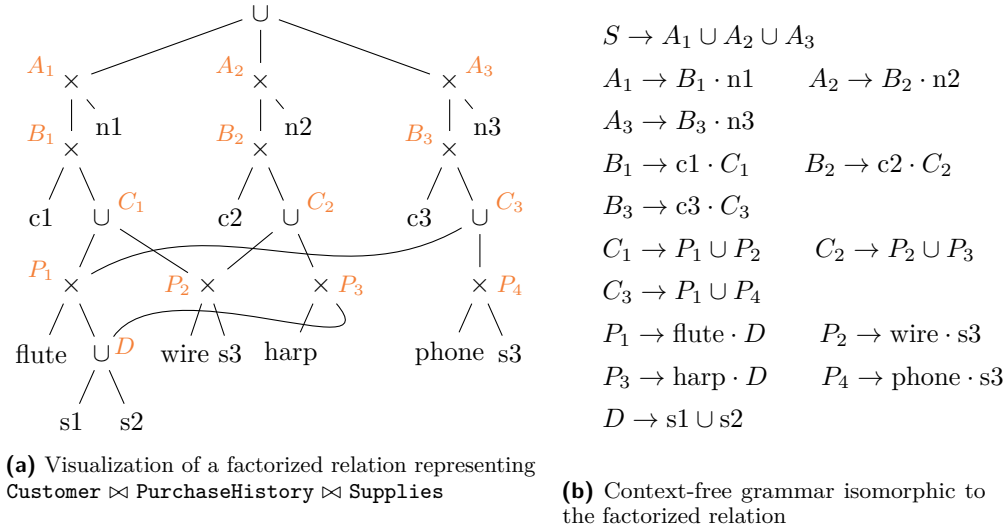 ∪
A₁ × A₂ × A₃ ×
n1 n2 n3
B₁ × B₂ × B₃ ×
c1 ∪ C₁ c2 ∪ C₂ c3 ∪ C₃
P₁ × P₂ × × P₃ × P₄
flute ∪ D wire s3 harp phone s3
s1 s2
(a) Visualization of a factorized relation representing
Customer ⋈ PurchaseHistory ⋈ Supplies
S → A₁ ∪ A₂ ∪ A₃
A₁ → B₁ · n1 A₂ → B₂ · n2
A₃ → B₃ · n3
B₁ → c1 · C₁ B₂ → c2 · C₂
B₃ → c3 · C₃
C₁ → P₁ ∪ P₂ C₂ → P₂ ∪ P₃
C₃ → P₁ ∪ P₄
P₁ → flute · D P₂ → wire · s3
P₃ → harp · D P₄ → phone · s3
D → s1 ∪ s2
(b) Context-free grammar isomorphic to
the factorized relation